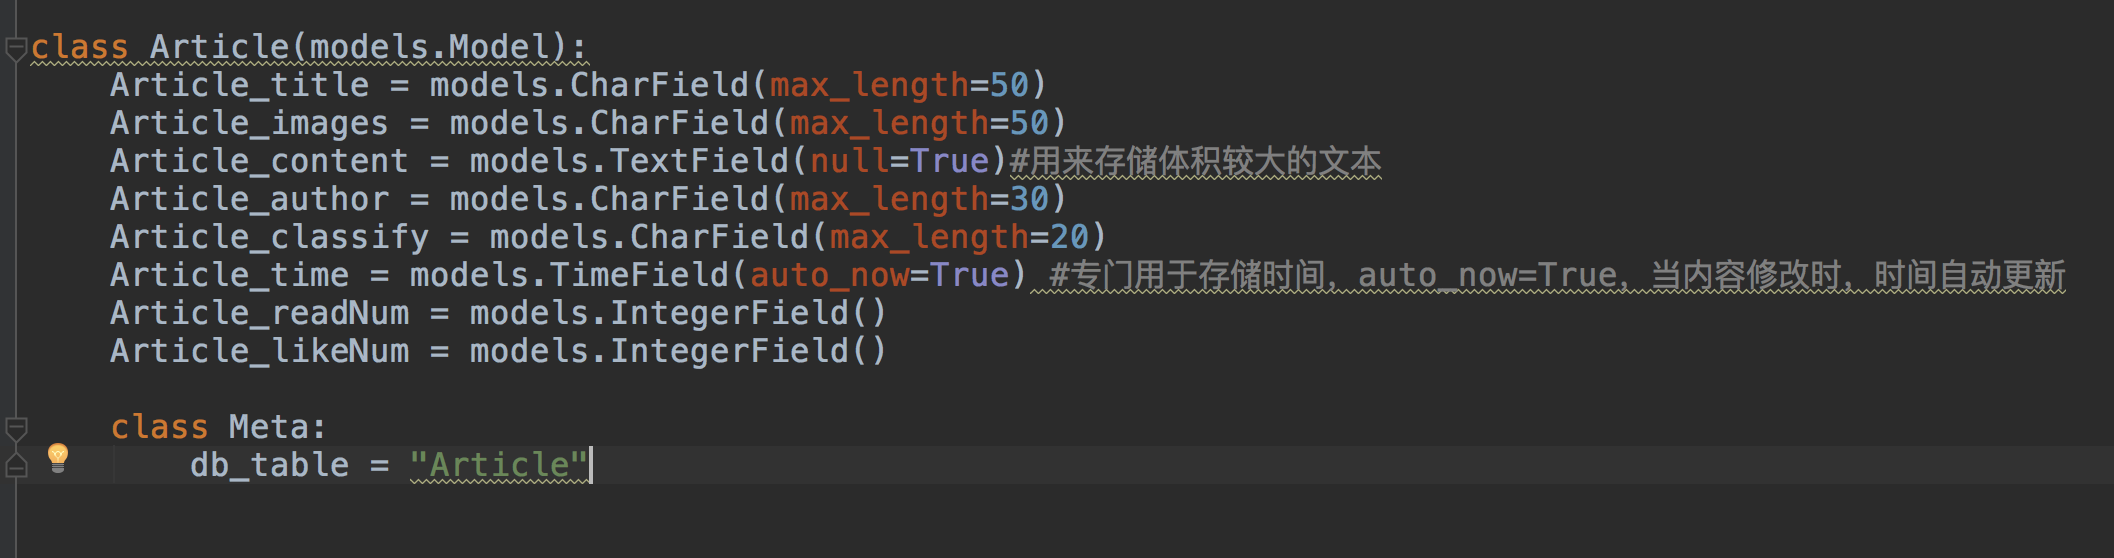 class Article(models.Model):
    Article_title = models.CharField(max_length=50)
    Article_images = models.CharField(max_length=50)
    Article_content = models.TextField(null=True)#用来存储体积较大的文本
    Article_author = models.CharField(max_length=30)
    Article_classify = models.CharField(max_length=20)
    Article_time = models.TimeField(auto_now=True) #专门用于存储时间，auto_now=True，当内容修改时，时间自动更新
    Article_readNum = models.IntegerField()
    Article_likeNum = models.IntegerField()
    class Meta:
        db_table = "Article"